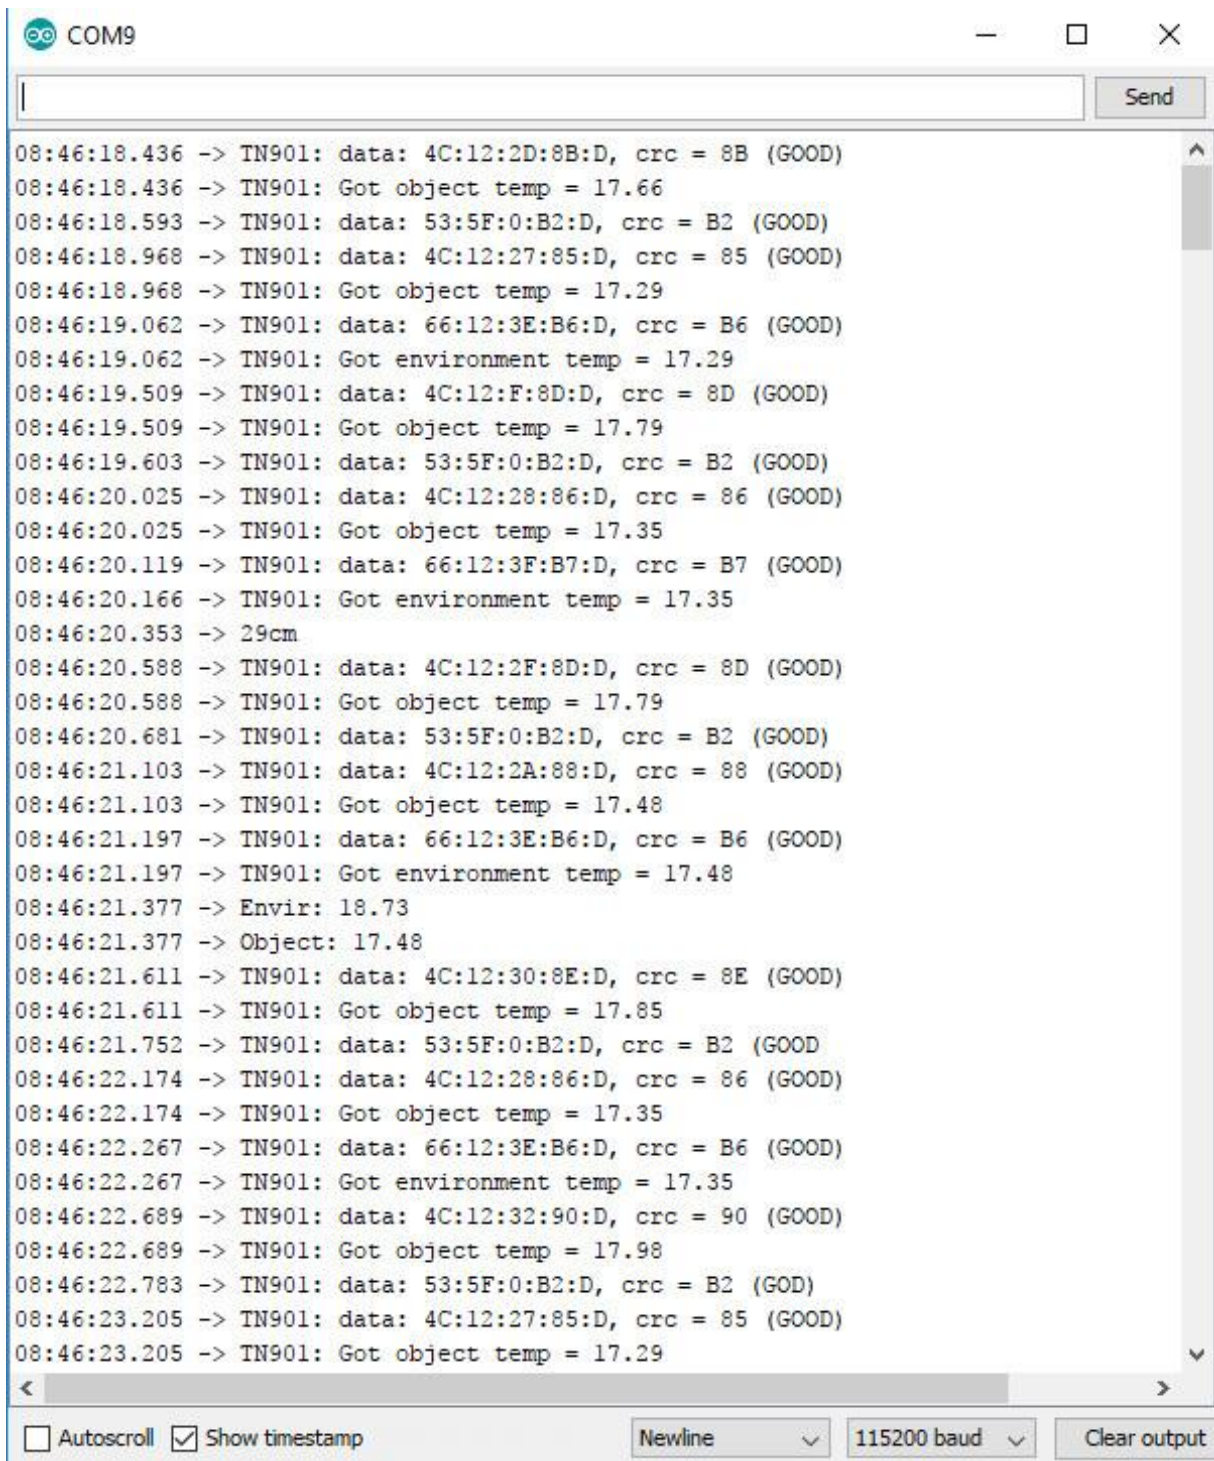 COM9
Send
08:46:18.436 -> TN901: data: 4C:12:2D:8B:D, crc = 8B (GOOD)
08:46:18.436 -> TN901: Got object temp = 17.66
08:46:18.593 -> TN901: data: 53:5F:0:B2:D, crc = B2 (GOOD)
08:46:18.968 -> TN901: data: 4C:12:27:85:D, crc = 85 (GOOD)
08:46:18.968 -> TN901: Got object temp = 17.29
08:46:19.062 -> TN901: data: 66:12:3E:B6:D, crc = B6 (GOOD)
08:46:19.062 -> TN901: Got environment temp = 17.29
08:46:19.509 -> TN901: data: 4C:12:F:8D:D, crc = 8D (GOOD)
08:46:19.509 -> TN901: Got object temp = 17.79
08:46:19.603 -> TN901: data: 53:5F:0:B2:D, crc = B2 (GOOD)
08:46:20.025 -> TN901: data: 4C:12:28:86:D, crc = 86 (GOOD)
08:46:20.025 -> TN901: Got object temp = 17.35
08:46:20.119 -> TN901: data: 66:12:3F:B7:D, crc = B7 (GOOD)
08:46:20.166 -> TN901: Got environment temp = 17.35
08:46:20.353 -> 29cm
08:46:20.588 -> TN901: data: 4C:12:2F:8D:D, crc = 8D (GOOD)
08:46:20.588 -> TN901: Got object temp = 17.79
08:46:20.681 -> TN901: data: 53:5F:0:B2:D, crc = B2 (GOOD)
08:46:21.103 -> TN901: data: 4C:12:2A:88:D, crc = 88 (GOOD)
08:46:21.103 -> TN901: Got object temp = 17.48
08:46:21.197 -> TN901: data: 66:12:3E:B6:D, crc = B6 (GOOD)
08:46:21.197 -> TN901: Got environment temp = 17.48
08:46:21.377 -> Envir: 18.73
08:46:21.377 -> Object: 17.48
08:46:21.611 -> TN901: data: 4C:12:30:8E:D, crc = 8E (GOOD)
08:46:21.611 -> TN901: Got object temp = 17.85
08:46:21.752 -> TN901: data: 53:5F:0:B2:D, crc = B2 (GOOD
08:46:22.174 -> TN901: data: 4C:12:28:86:D, crc = 86 (GOOD)
08:46:22.174 -> TN901: Got object temp = 17.35
08:46:22.267 -> TN901: data: 66:12:3E:B6:D, crc = B6 (GOOD)
08:46:22.267 -> TN901: Got environment temp = 17.35
08:46:22.689 -> TN901: data: 4C:12:32:90:D, crc = 90 (GOOD)
08:46:22.689 -> TN901: Got object temp = 17.98
08:46:22.783 -> TN901: data: 53:5F:0:B2:D, crc = B2 (GOD)
08:46:23.205 -> TN901: data: 4C:12:27:85:D, crc = 85 (GOOD)
08:46:23.205 -> TN901: Got object temp = 17.29
Autoscroll Show timestamp Newline 115200 baud Clear output